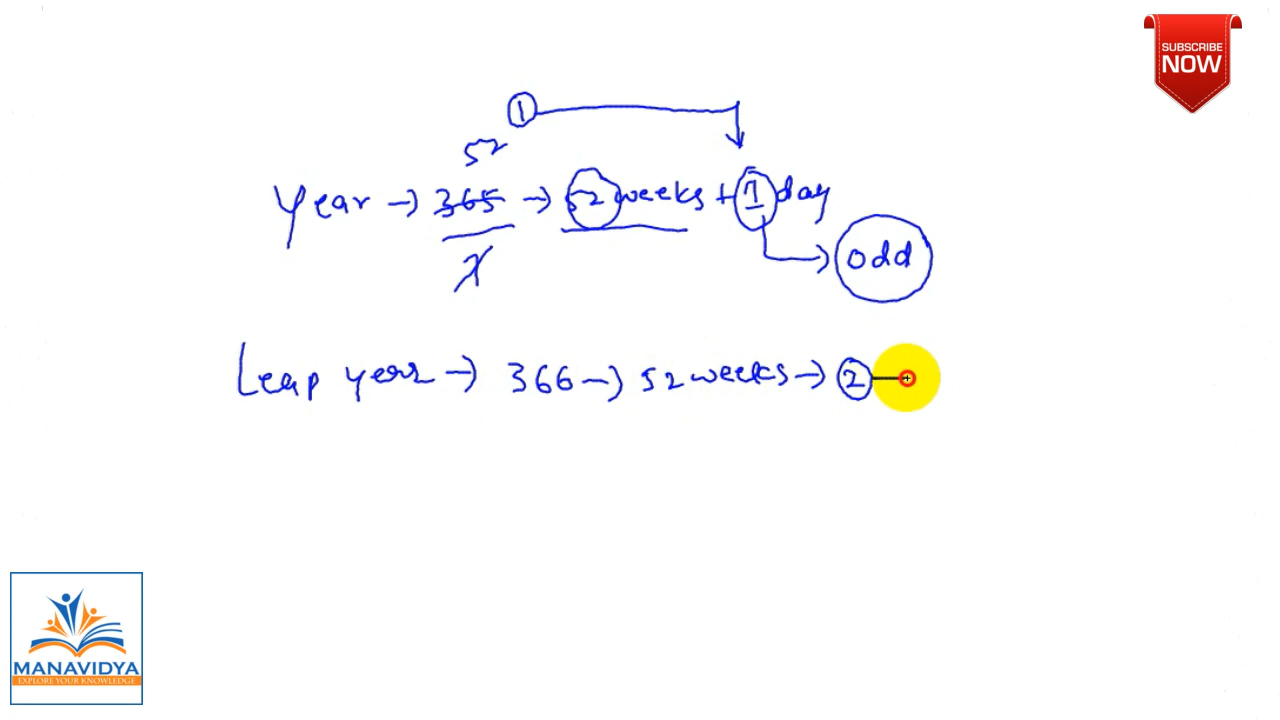 SUBSCRIBE
NOW
1
52
Year → 365 → 52 weeks + 1 day
7
odd
Leap year → 366 → 52 weeks → 2
MANAVIDYA
EXPLORE YOUR KNOWLEDGE